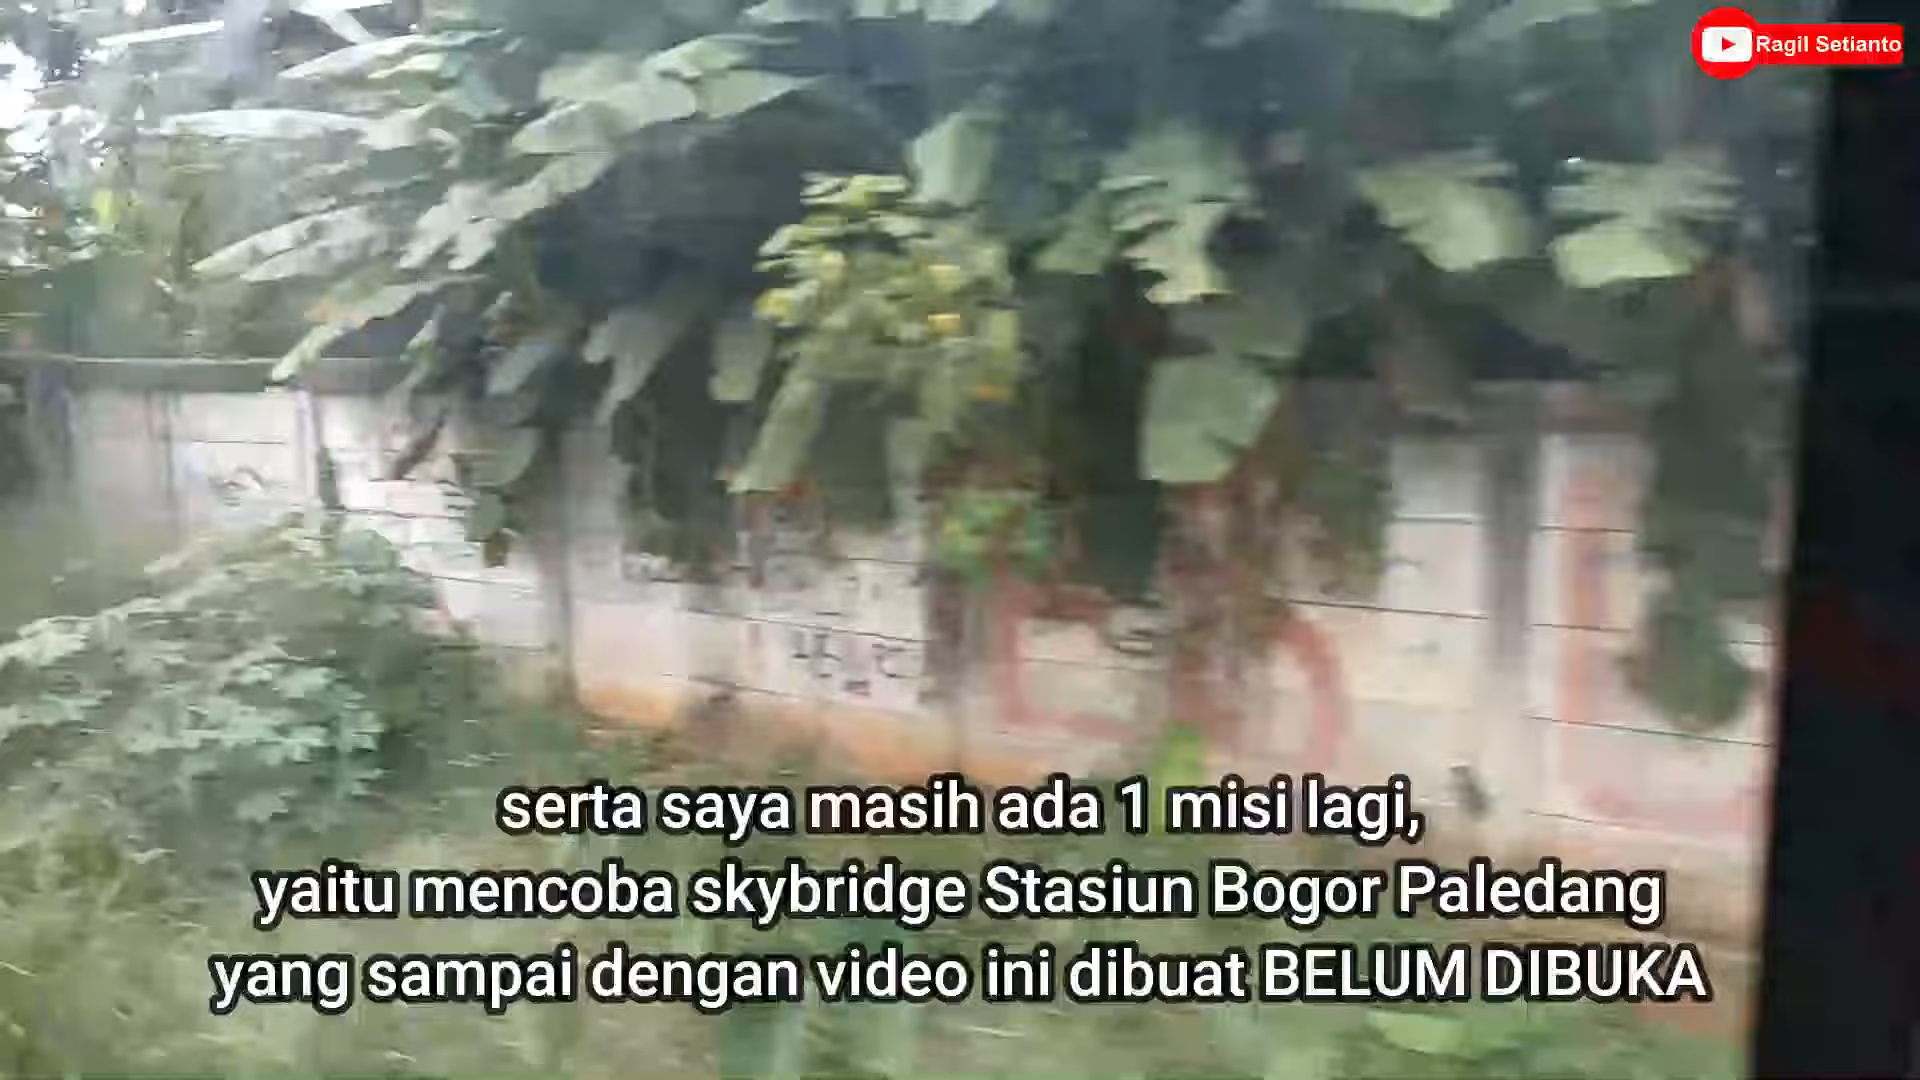 Ragil Setianto
serta saya masih ada 1 misi lagi,
yaitu mencoba skybridge Stasiun Bogor Paledang
yang sampai dengan video ini dibuat BELUM DIBUKA